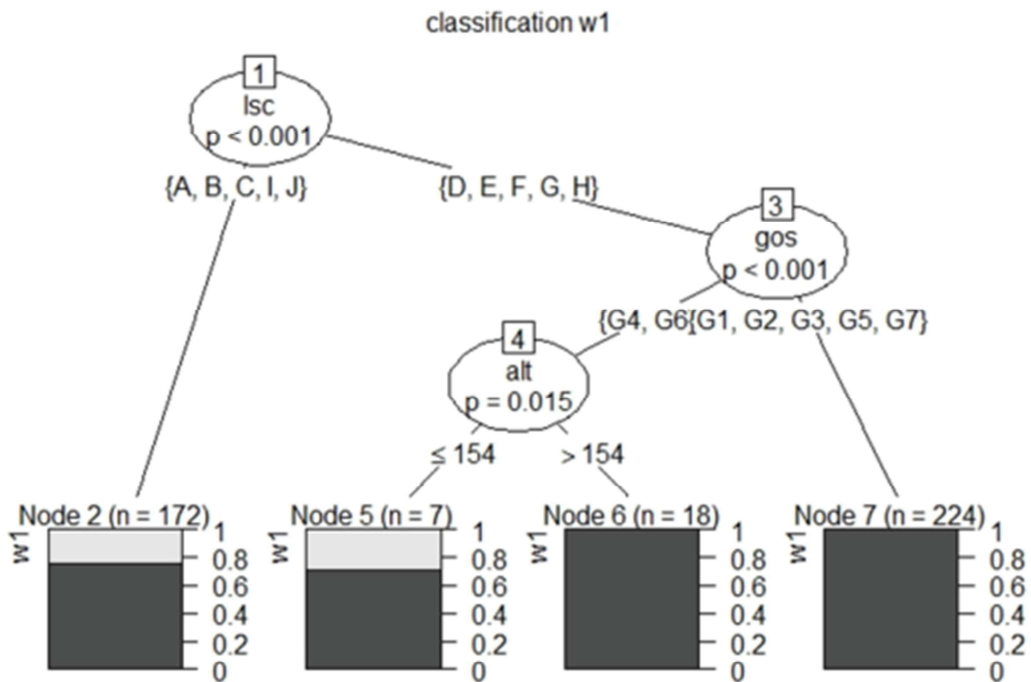 classification w1
1
lsc
p < 0.001
{A, B, C, I, J}
{D, E, F, G, H}
3
gos
p < 0.001
{G4, G6{G1, G2, G3, G5, G7}
4
alt
p = 0.015
≤ 154
> 154
Node 2 (n = 172)
w1
1
0.8
0.6
0.4
0.2
0
Node 5 (n = 7)
w1
1
0.8
0.6
0.4
0.2
0
Node 6 (n = 18)
w1
1
0.8
0.6
0.4
0.2
0
Node 7 (n = 224)
w1
1
0.8
0.6
0.4
0.2
0